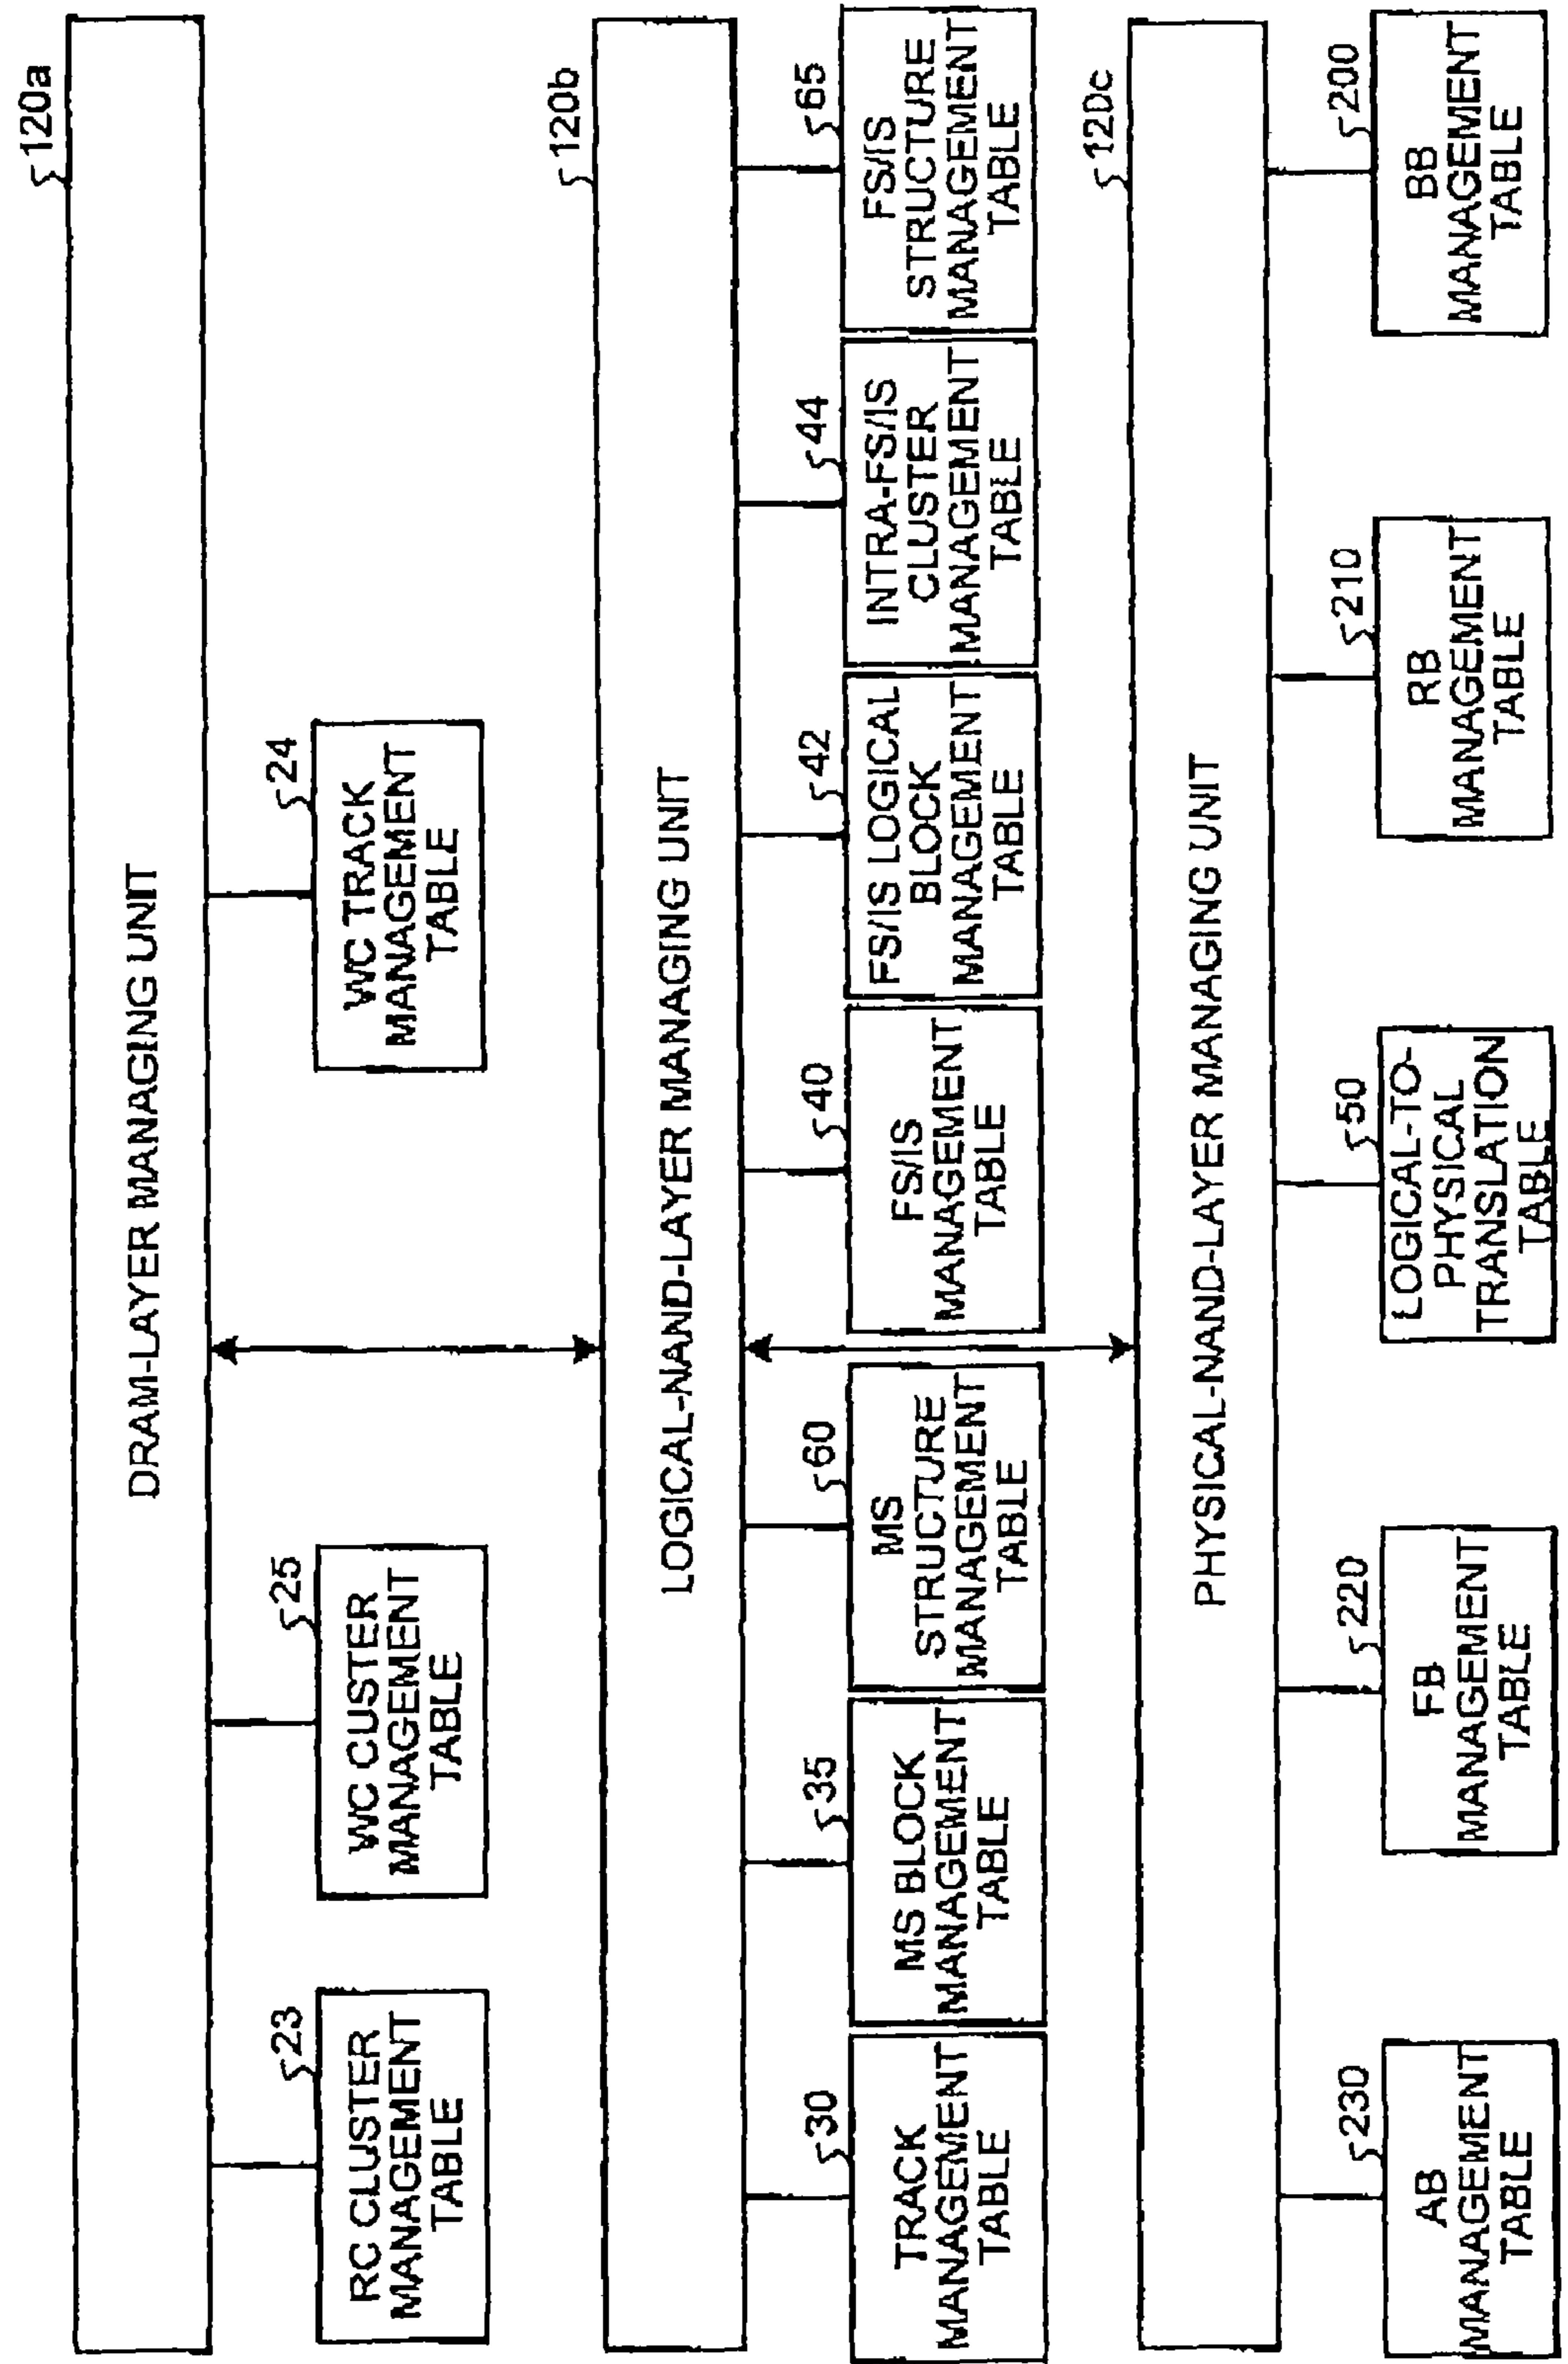 120a
DRAM-LAYER MANAGING UNIT
23
RC CLUSTER
MANAGEMENT
TABLE
25
WC CUSTER
MANAGEMENT
TABLE
24
WC TRACK
MANAGEMENT
TABLE
120b
LOGICAL-NAND-LAYER MANAGING UNIT
30
TRACK
MANAGEMENT
TABLE
35
MS BLOCK
MANAGEMENT
TABLE
60
MS
STRUCTURE
MANAGEMENT
TABLE
40
FS/IS
MANAGEMENT
TABLE
42
FS/IS LOGICAL
BLOCK
MANAGEMENT
TABLE
44
INTRA-FS/IS
CLUSTER
MANAGEMENT
TABLE
65
FS/IS
STRUCTURE
MANAGEMENT
TABLE
120c
PHYSICAL-NAND-LAYER MANAGING UNIT
230
AB
MANAGEMENT
TABLE
220
FB
MANAGEMENT
TABLE
50
LOGICAL-TO-
PHYSICAL
TRANSLATION
TABLE
210
RB
MANAGEMENT
TABLE
200
BB
MANAGEMENT
TABLE